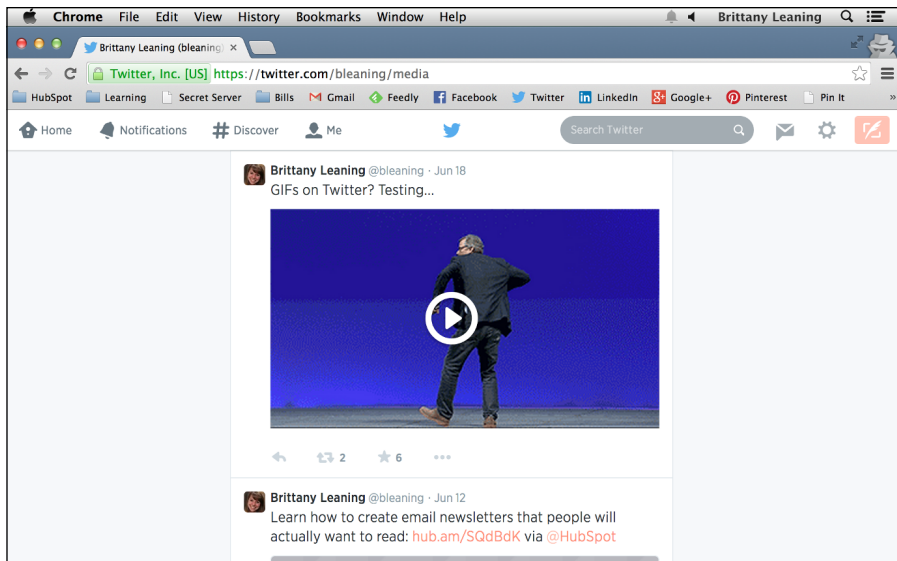 Chrome File Edit View History Bookmarks Window Help Brittany Leaning
Brittany Leaning (bleaning) ×
Twitter, Inc. [US] https://twitter.com/bleaning/media
HubSpot Learning Secret Server Bills Gmail Feedly Facebook Twitter LinkedIn Google+ Pinterest Pin It »
Home Notifications Discover Me Search Twitter
Brittany Leaning @bleaning · Jun 18
GIFs on Twitter? Testing...
2 6
Brittany Leaning @bleaning · Jun 12
Learn how to create email newsletters that people will
actually want to read: hub.am/SQdBdK via @HubSpot